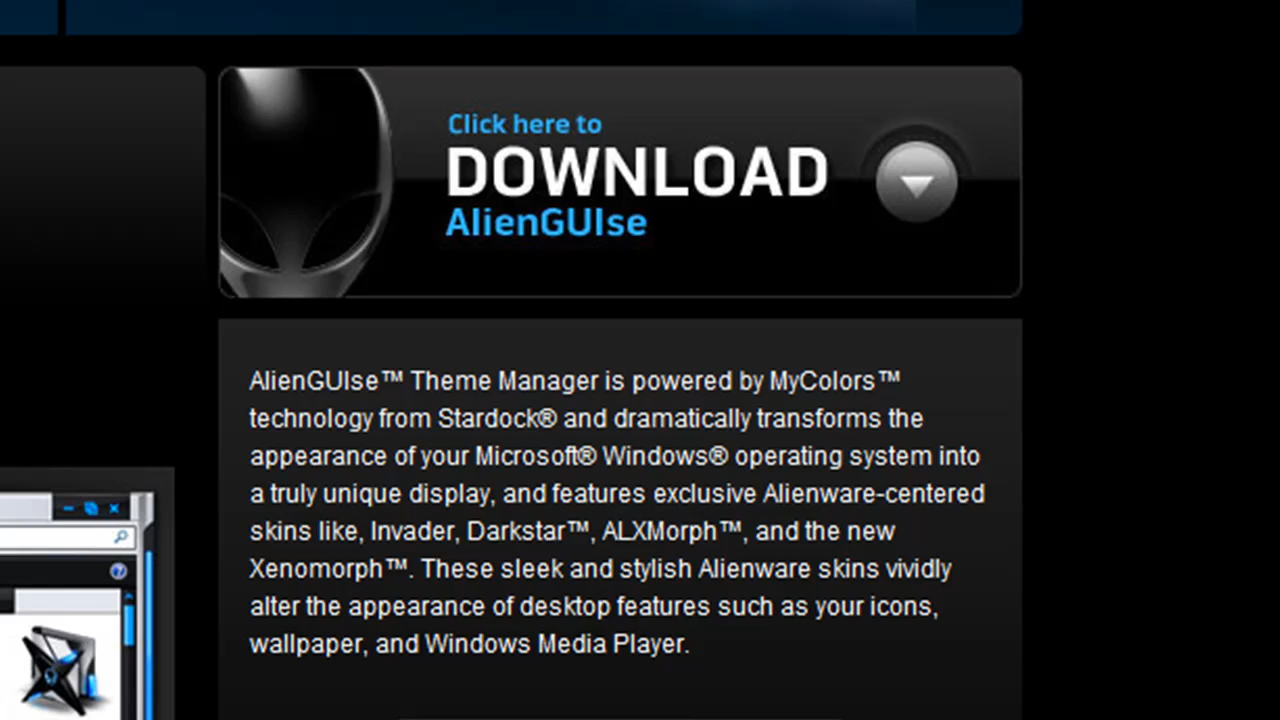 Click here to
DOWNLOAD
AlienGUIse
AlienGUIse™ Theme Manager is powered by MyColors™
technology from Stardock® and dramatically transforms the
appearance of your Microsoft® Windows® operating system into
a truly unique display, and features exclusive Alienware-centered
skins like, Invader, Darkstar™, ALXMorph™, and the new
Xenomorph™. These sleek and stylish Alienware skins vividly
alter the appearance of desktop features such as your icons,
wallpaper, and Windows Media Player.